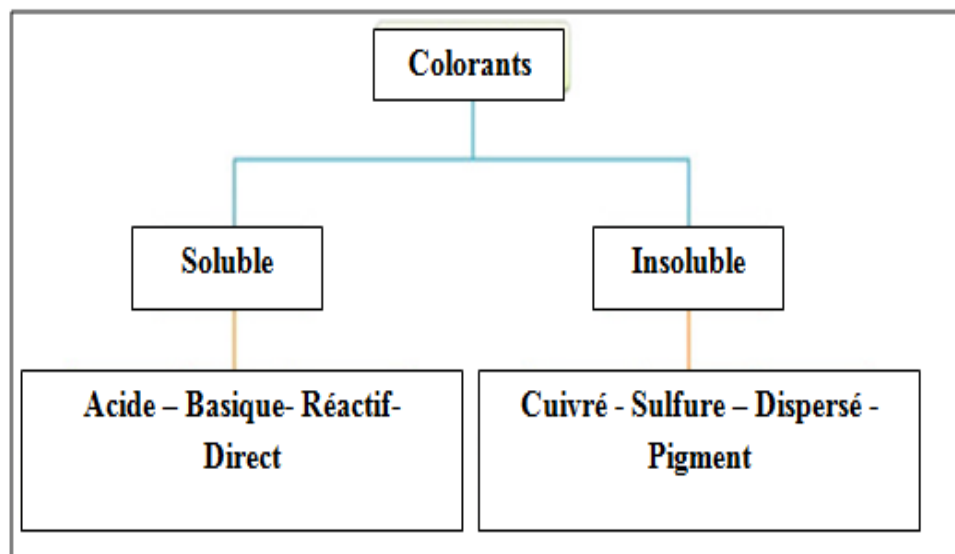 Colorants
Soluble
Insoluble
Acide – Basique- Réactif-
Direct
Cuivré - Sulfure – Dispersé -
Pigment